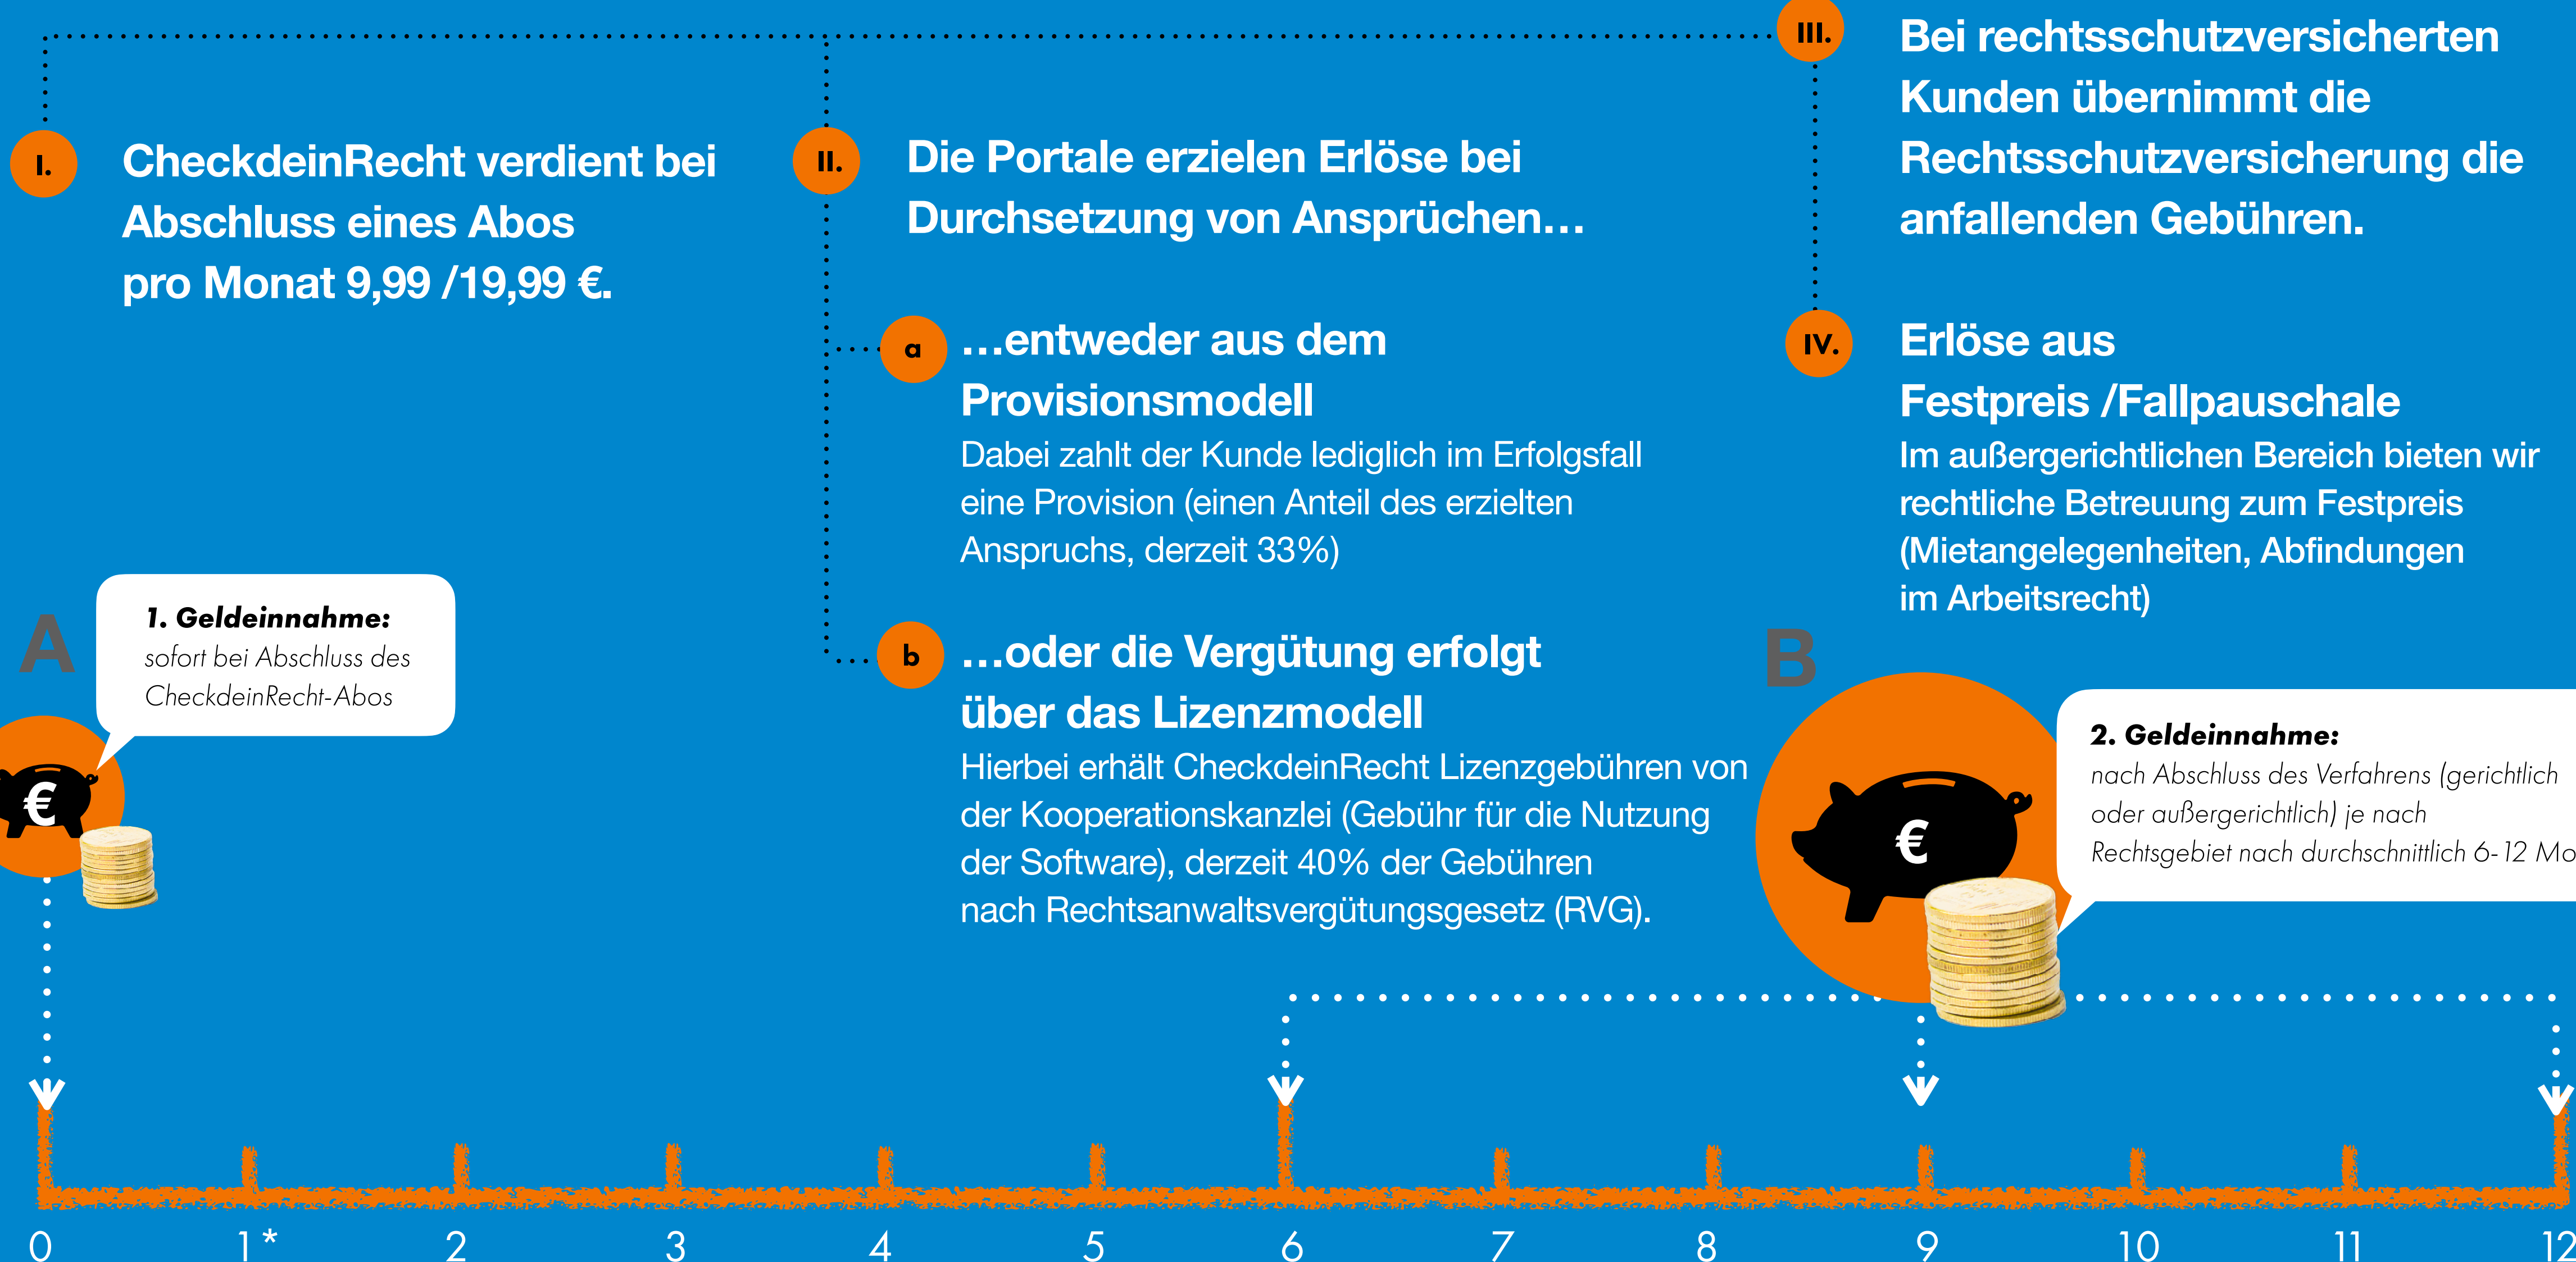 I.
CheckdeinRecht verdient bei
Abschluss eines Abos
pro Monat 9,99 /19,99 €.
II.
Die Portale erzielen Erlöse bei
Durchsetzung von Ansprüchen…
a
…entweder aus dem
Provisionsmodell
Dabei zahlt der Kunde lediglich im Erfolgsfall
eine Provision (einen Anteil des erzielten
Anspruchs, derzeit 33%)
b
…oder die Vergütung erfolgt
über das Lizenzmodell
Hierbei erhält CheckdeinRecht Lizenzgebühren von
der Kooperationskanzlei (Gebühr für die Nutzung
der Software), derzeit 40% der Gebühren
nach Rechtsanwaltsvergütungsgesetz (RVG).
III.
Bei rechtsschutzversicherten
Kunden übernimmt die
Rechtsschutzversicherung die
anfallenden Gebühren.
IV.
Erlöse aus
Festpreis /Fallpauschale
Im außergerichtlichen Bereich bieten wir
rechtliche Betreuung zum Festpreis
(Mietangelegenheiten, Abfindungen
im Arbeitsrecht)
A
1. Geldeinnahme:
sofort bei Abschluss des
CheckdeinRecht-Abos
€
B
2. Geldeinnahme:
nach Abschluss des Verfahrens (gerichtlich
oder außergerichtlich) je nach
Rechtsgebiet nach durchschnittlich 6-12 Mo
€
0 1* 2 3 4 5 6 7 8 9 10 11 12